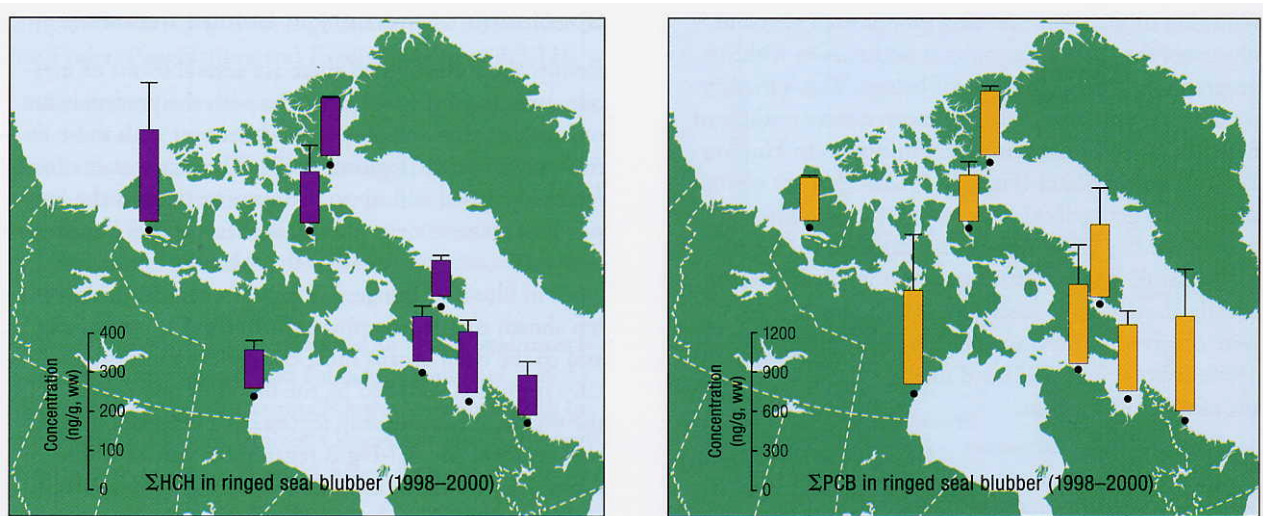 Concentration
(ng/g, ww)
400
300
200
100
0
ΣHCH in ringed seal blubber (1998–2000)
Concentration
(ng/g, ww)
1200
900
600
300
0
ΣPCB in ringed seal blubber (1998–2000)